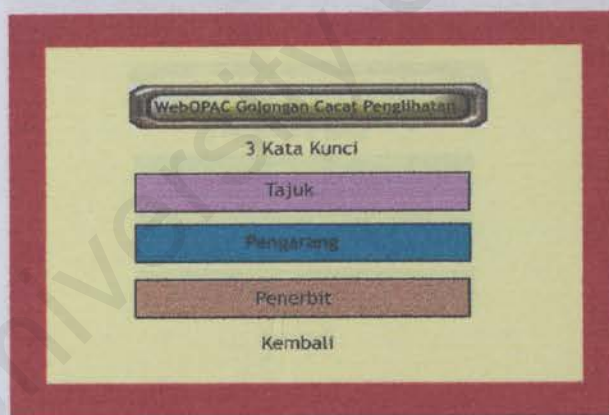 WebOPAC Golongan Cacat Penglihatan
3 Kata Kunci
Tajuk
Pengarang
Penerbit
Kembali